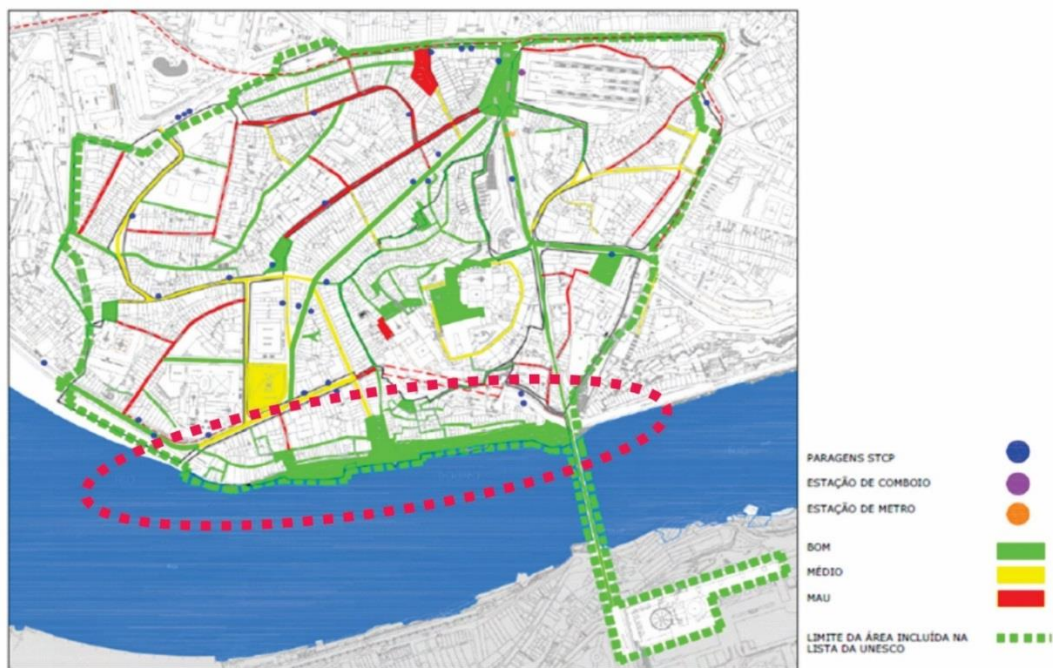 PARAGENS STCP
ESTAÇÃO DE COMBOIO
ESTAÇÃO DE METRO
BOM
MÉDIO
MAU
LIMITE DA ÁREA INCLUÍDA NA
LISTA DA UNESCO